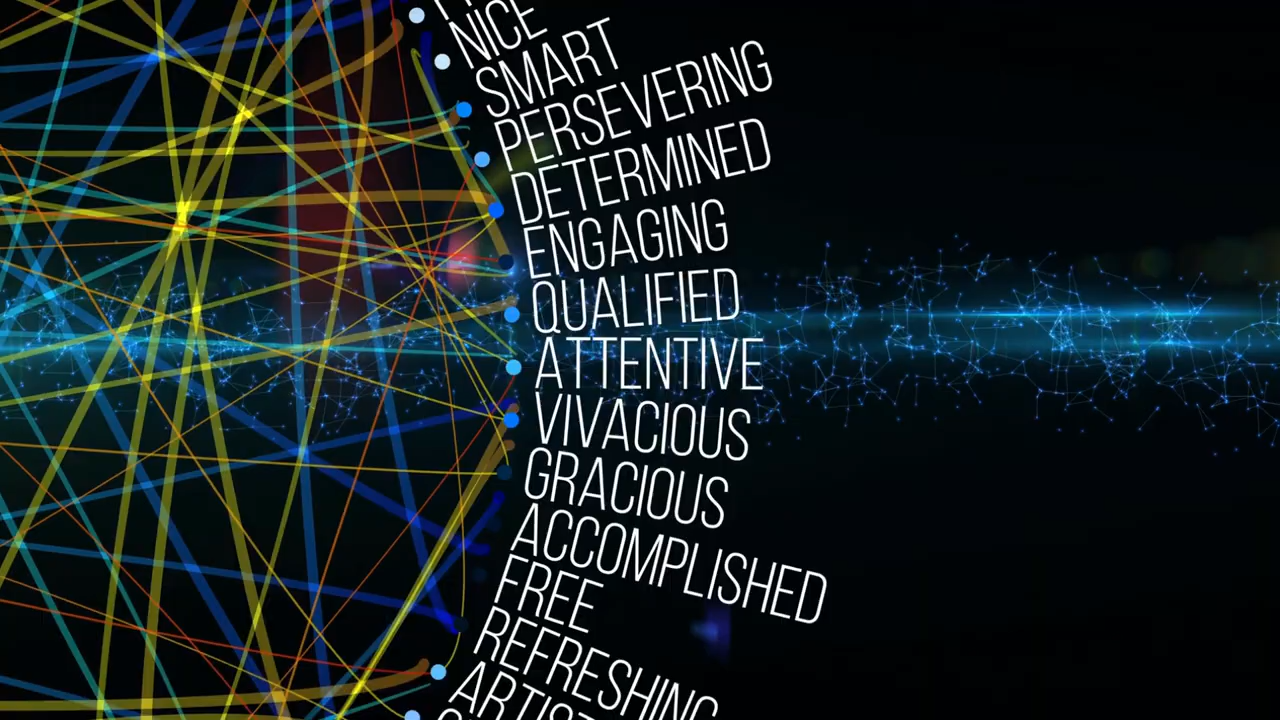 NICE
SMART
PERSEVERING
DETERMINED
ENGAGING
QUALIFIED
ATTENTIVE
VIVACIOUS
GRACIOUS
ACCOMPLISHED
FREE
REFRESHING